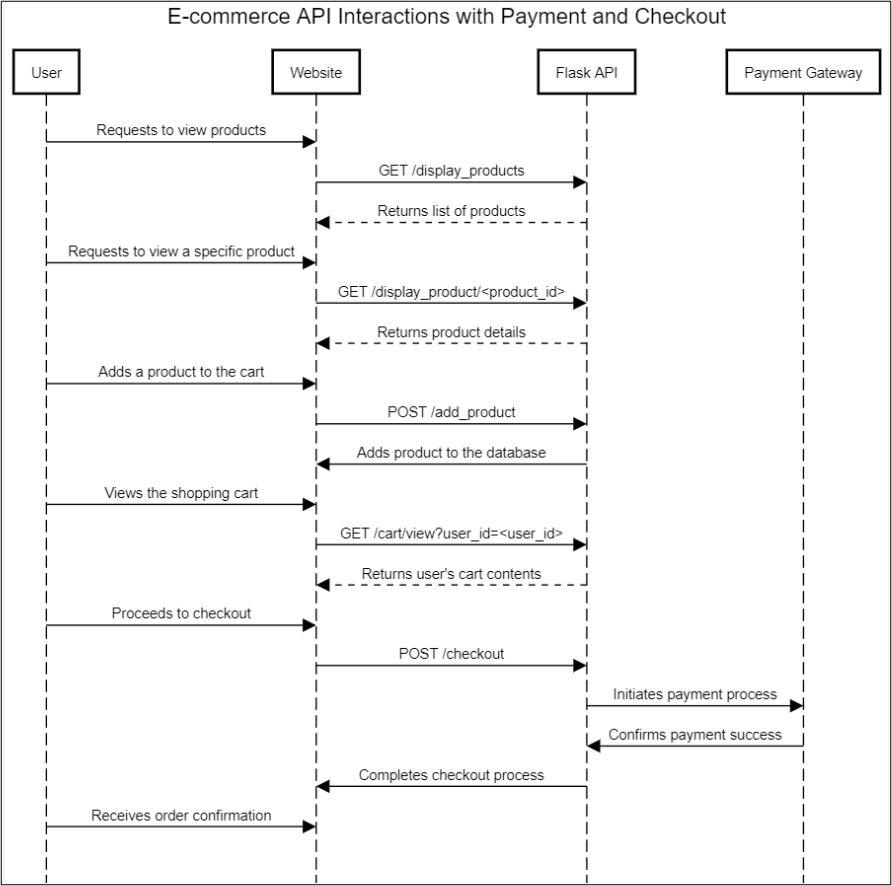 E-commerce API Interactions with Payment and Checkout
User
Website
Flask API
Payment Gateway
Requests to view products
GET /display_products
Returns list of products
Requests to view a specific product
GET /display_product/<product_id>
Returns product details
Adds a product to the cart
POST /add_product
Adds product to the database
Views the shopping cart
GET /cart/view?user_id=<user_id>
Returns user's cart contents
Proceeds to checkout
POST /checkout
Initiates payment process
Confirms payment success
Completes checkout process
Receives order confirmation